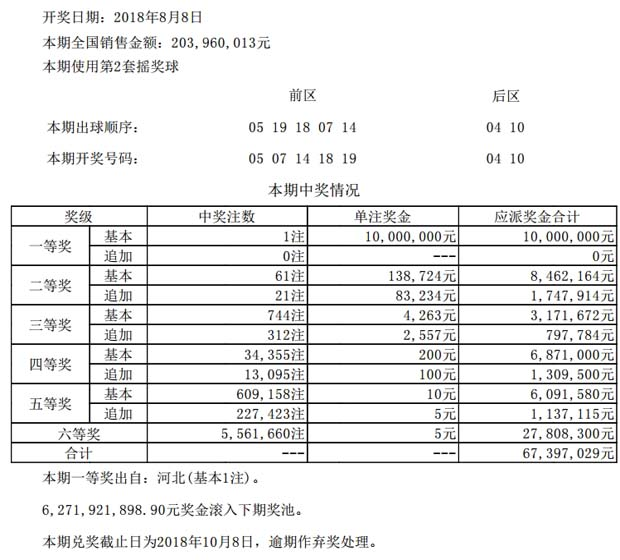 开奖日期：2018年8月8日
本期全国销售金额：203,960,013元
本期使用第2套摇奖球
前区 后区
本期出球顺序： 05 19 18 07 14 04 10
本期开奖号码： 05 07 14 18 19 04 10
本期中奖情况
奖级 中奖注数 单注奖金 应派奖金合计
一等奖 基本 1注 10,000,000元 10,000,000元
追加 0注 --- 0元
二等奖 基本 61注 138,724元 8,462,164元
追加 21注 83,234元 1,747,914元
三等奖 基本 744注 4,263元 3,171,672元
追加 312注 2,557元 797,784元
四等奖 基本 34,355注 200元 6,871,000元
追加 13,095注 100元 1,309,500元
五等奖 基本 609,158注 10元 6,091,580元
追加 227,423注 5元 1,137,115元
六等奖 5,561,660注 5元 27,808,300元
合计 --- --- 67,397,029元
本期一等奖出自：河北(基本1注)。
6,271,921,898.90元奖金滚入下期奖池。
本期兑奖截止日为2018年10月8日，逾期作弃奖处理。